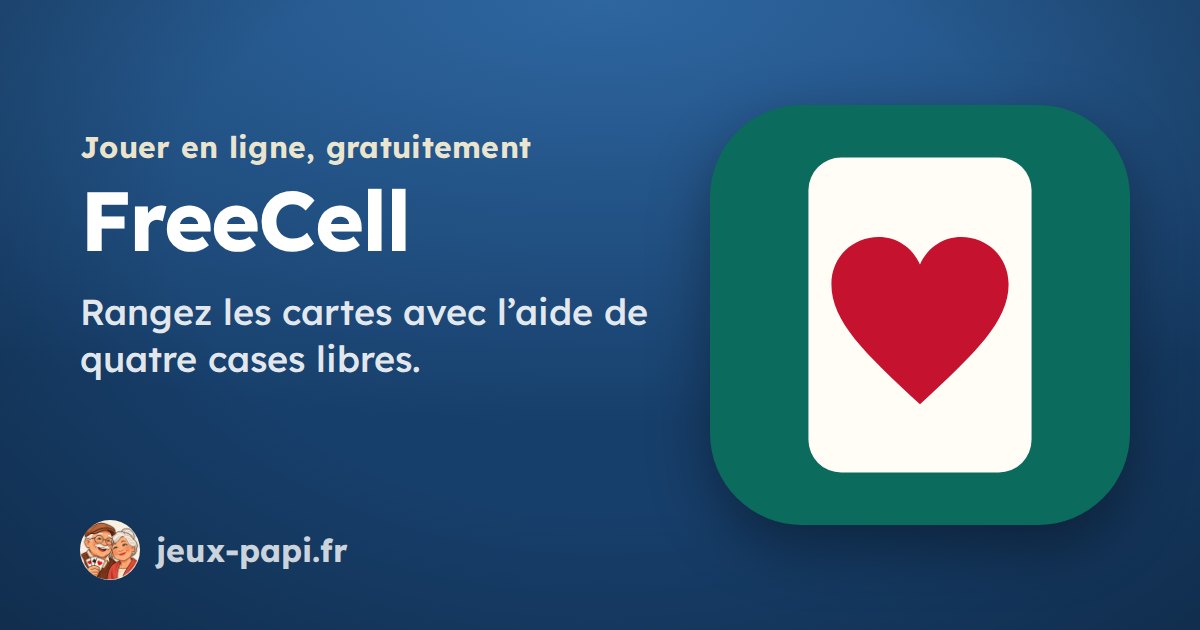 Jouer en ligne, gratuitement
FreeCell
Rangez les cartes avec l’aide de
quatre cases libres.
jeux-papi.fr